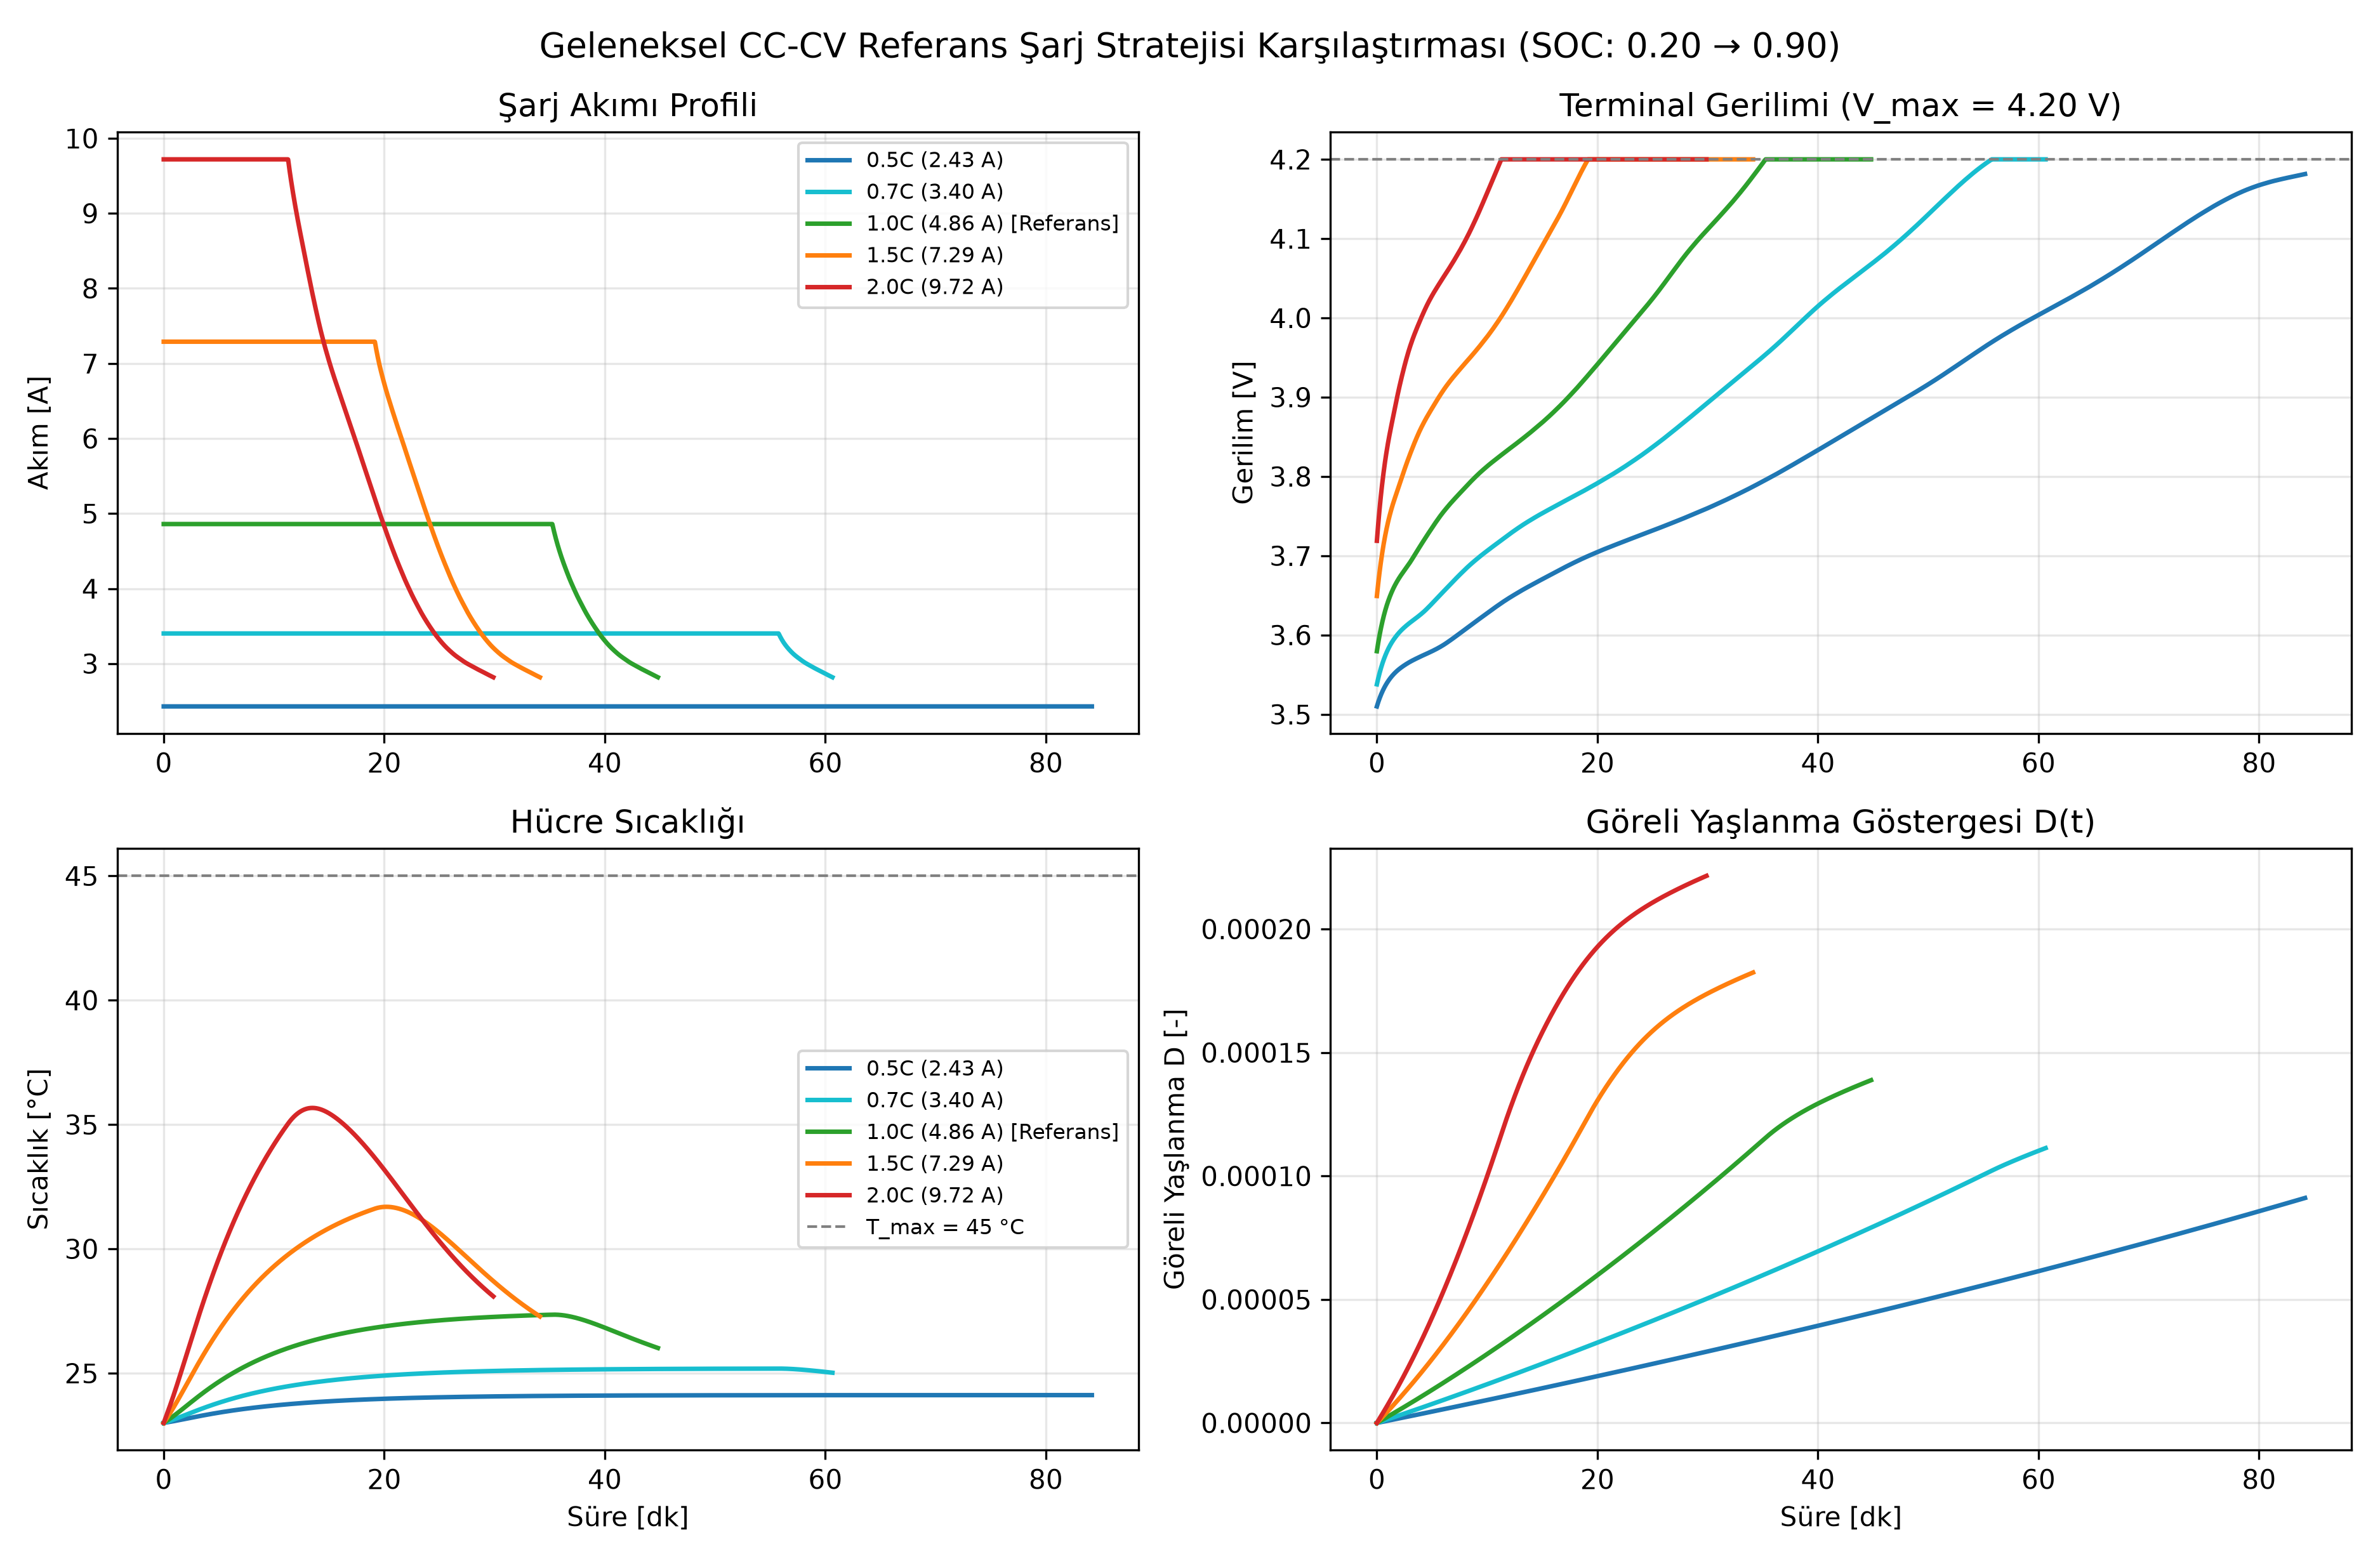 Geleneksel CC-CV Referans Şarj Stratejisi Karşılaştırması (SOC: 0.20 → 0.90)
Şarj Akımı Profili
Akım [A]
10
9
8
7
6
5
4
3
0 20 40 60 80
0.5C (2.43 A)
0.7C (3.40 A)
1.0C (4.86 A) [Referans]
1.5C (7.29 A)
2.0C (9.72 A)
Terminal Gerilimi (V_max = 4.20 V)
Gerilim [V]
4.2
4.1
4.0
3.9
3.8
3.7
3.6
3.5
0 20 40 60 80
Hücre Sıcaklığı
Sıcaklık [°C]
45
40
35
30
25
0 20 40 60 80
Süre [dk]
0.5C (2.43 A)
0.7C (3.40 A)
1.0C (4.86 A) [Referans]
1.5C (7.29 A)
2.0C (9.72 A)
T_max = 45 °C
Göreli Yaşlanma Göstergesi D(t)
Göreli Yaşlanma D [-]
0.00020
0.00015
0.00010
0.00005
0.00000
0 20 40 60 80
Süre [dk]